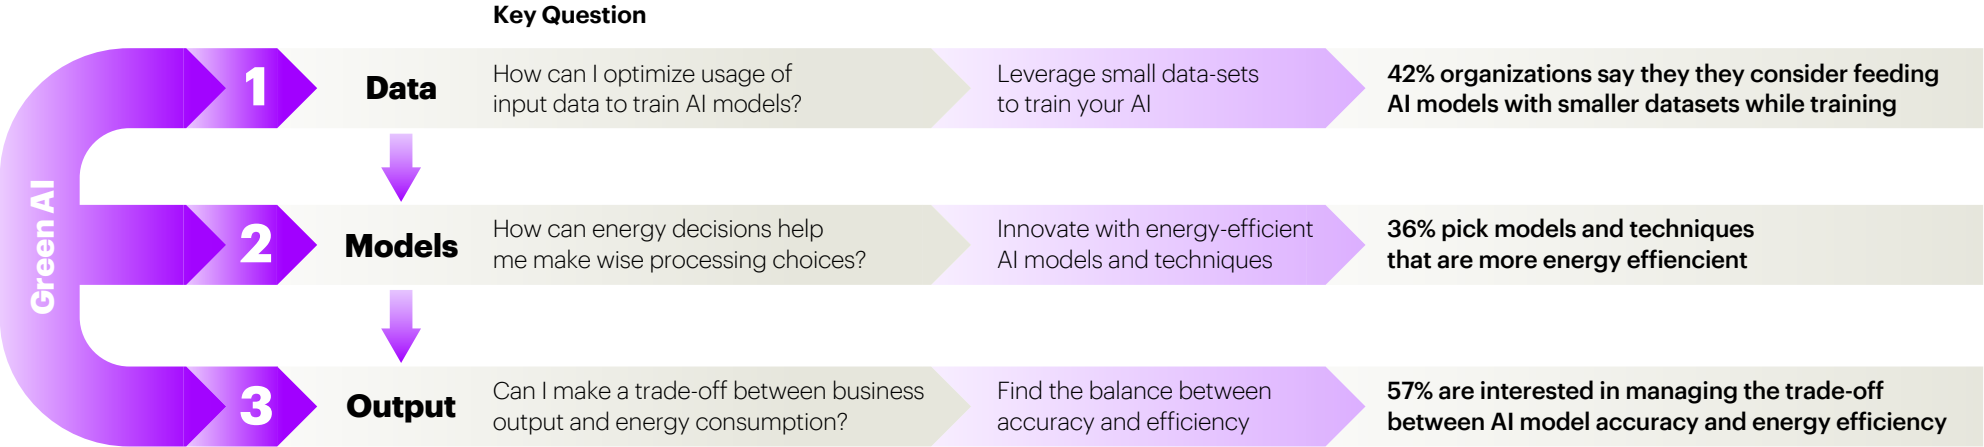 Key Question
Green AI
1
Data
How can I optimize usage of
input data to train AI models?
Leverage small data-sets
to train your AI
42% organizations say they they consider feeding
AI models with smaller datasets while training
2
Models
How can energy decisions help
me make wise processing choices?
Innovate with energy-efficient
AI models and techniques
36% pick models and techniques
that are more energy effiencient
3
Output
Can I make a trade-off between business
output and energy consumption?
Find the balance between
accuracy and efficiency
57% are interested in managing the trade-off
between AI model accuracy and energy efficiency